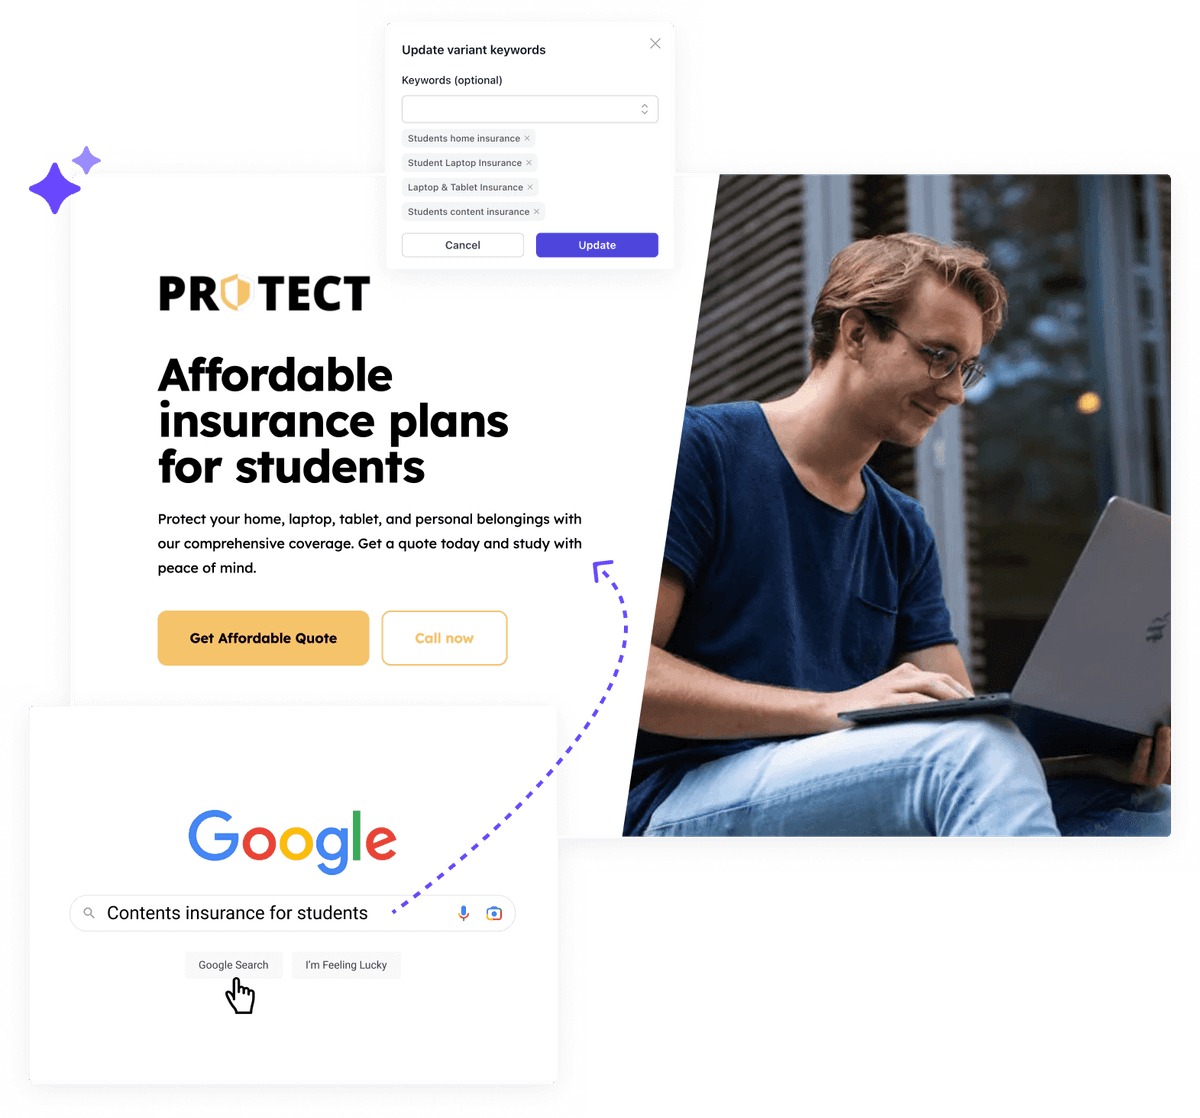 Update variant keywords
Keywords (optional)
Students home insurance
Student Laptop Insurance
Laptop & Tablet Insurance
Students content insurance
Cancel
Update
PROTECT
Affordable
insurance plans
for students
Protect your home, laptop, tablet, and personal belongings with
our comprehensive coverage. Get a quote today and study with
peace of mind.
Get Affordable Quote
Call now
Google
Contents insurance for students
Google Search
I'm Feeling Lucky